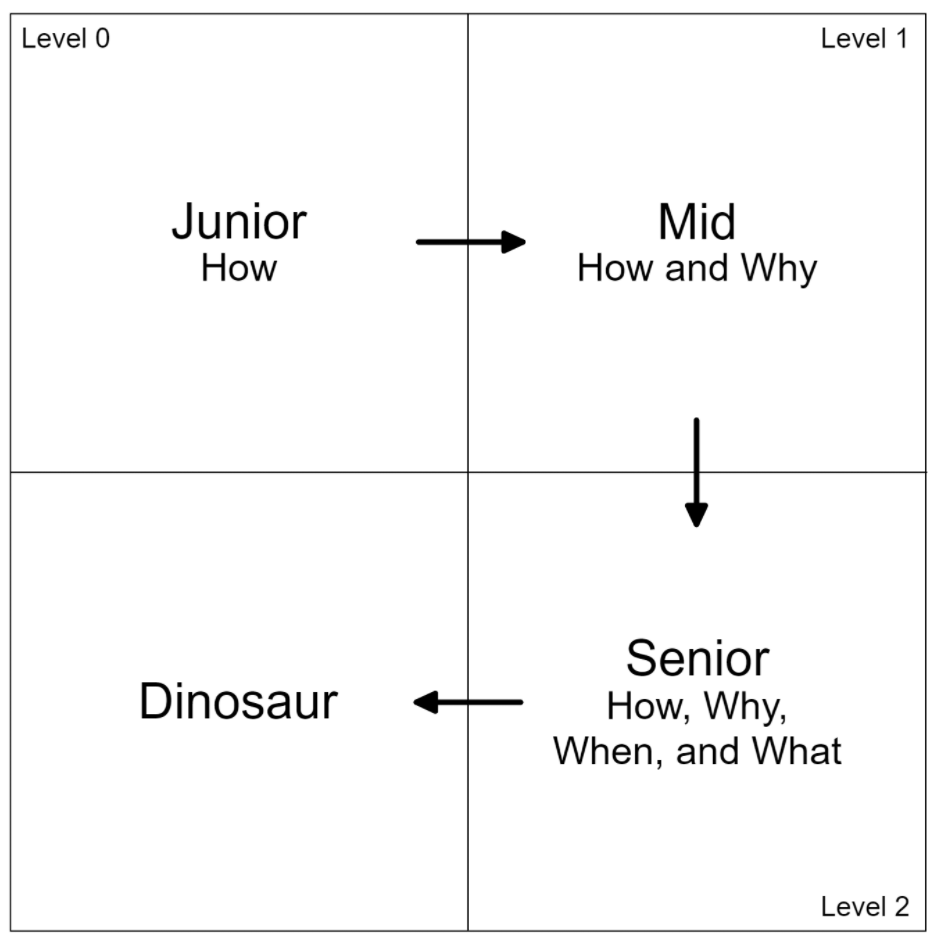 Level 0
Level 1
Junior
How
Mid
How and Why
Dinosaur
Senior
How, Why,
When, and What
Level 2